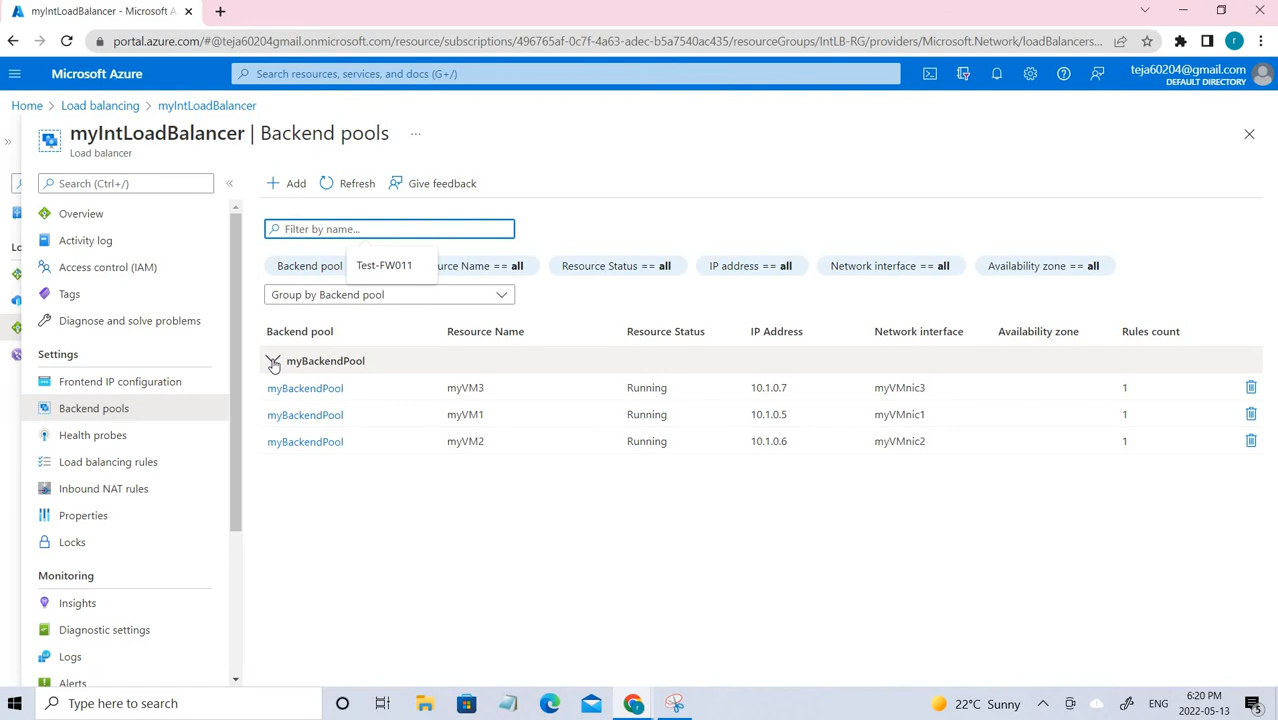 myIntLoadBalancer - Microsoft A
portal.azure.com/#@teja60204gmail.onmicrosoft.com/resource/subscriptions/496765af-0c7f-4a63-adec-b5a7540ac435/resourceGroups/IntLB-RG/providers/Microsoft.Network/loadBalancers...
Microsoft Azure
Search resources, services, and docs (G+/)
teja60204@gmail.com
DEFAULT DIRECTORY
Home > Load balancing > myIntLoadBalancer
myIntLoadBalancer | Backend pools ...
Load balancer
Search (Ctrl+/)
Overview
Activity log
Access control (IAM)
Tags
Diagnose and solve problems
Settings
Frontend IP configuration
Backend pools
Health probes
Load balancing rules
Inbound NAT rules
Properties
Locks
Monitoring
Insights
Diagnostic settings
Logs
Alerts
Lo
Add Refresh Give feedback
Filter by name...
Test-FW011
Backend pool urce Name == all Resource Status == all IP address == all Network interface == all Availability zone == all
Group by Backend pool
Backend pool Resource Name Resource Status IP Address Network interface Availability zone Rules count
myBackendPool
myBackendPool myVM3 Running 10.1.0.7 myVMnic3 1
myBackendPool myVM1 Running 10.1.0.5 myVMnic1 1
myBackendPool myVM2 Running 10.1.0.6 myVMnic2 1
Type here to search
22°C Sunny
ENG
6:20 PM
2022-05-13
5